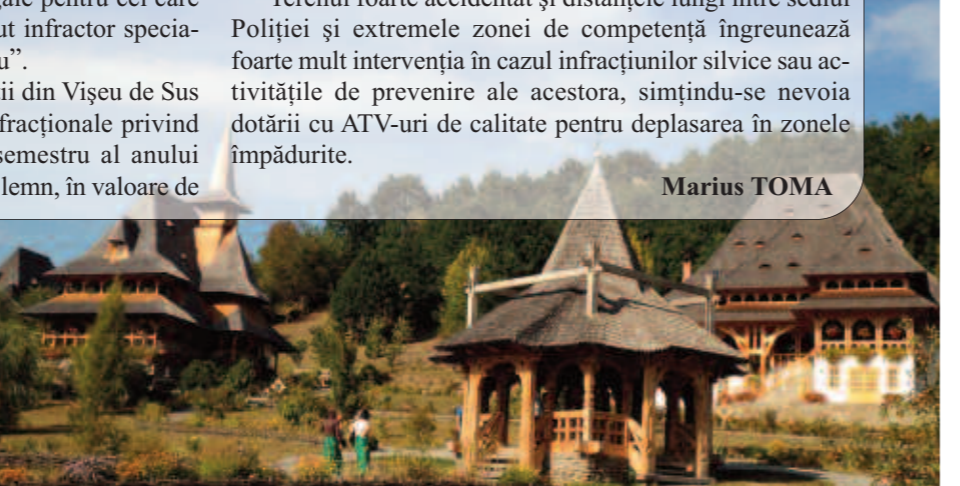 pentru cei care
ut infractor specia-
u”.
ii din Vişeu de Sus
fracţionale privind
semestru al anului
lemn, în valoare de
Terenul foarte accidentat şi distanţele lungi între sediul
Poliţiei şi extremele zonei de competenţă îngreunează
foarte mult intervenţia în cazul infracţiunilor silvice sau ac-
tivităţile de prevenire ale acestora, simţindu-se nevoia
dotării cu ATV-uri de calitate pentru deplasarea în zonele
împădurite.
Marius TOMA